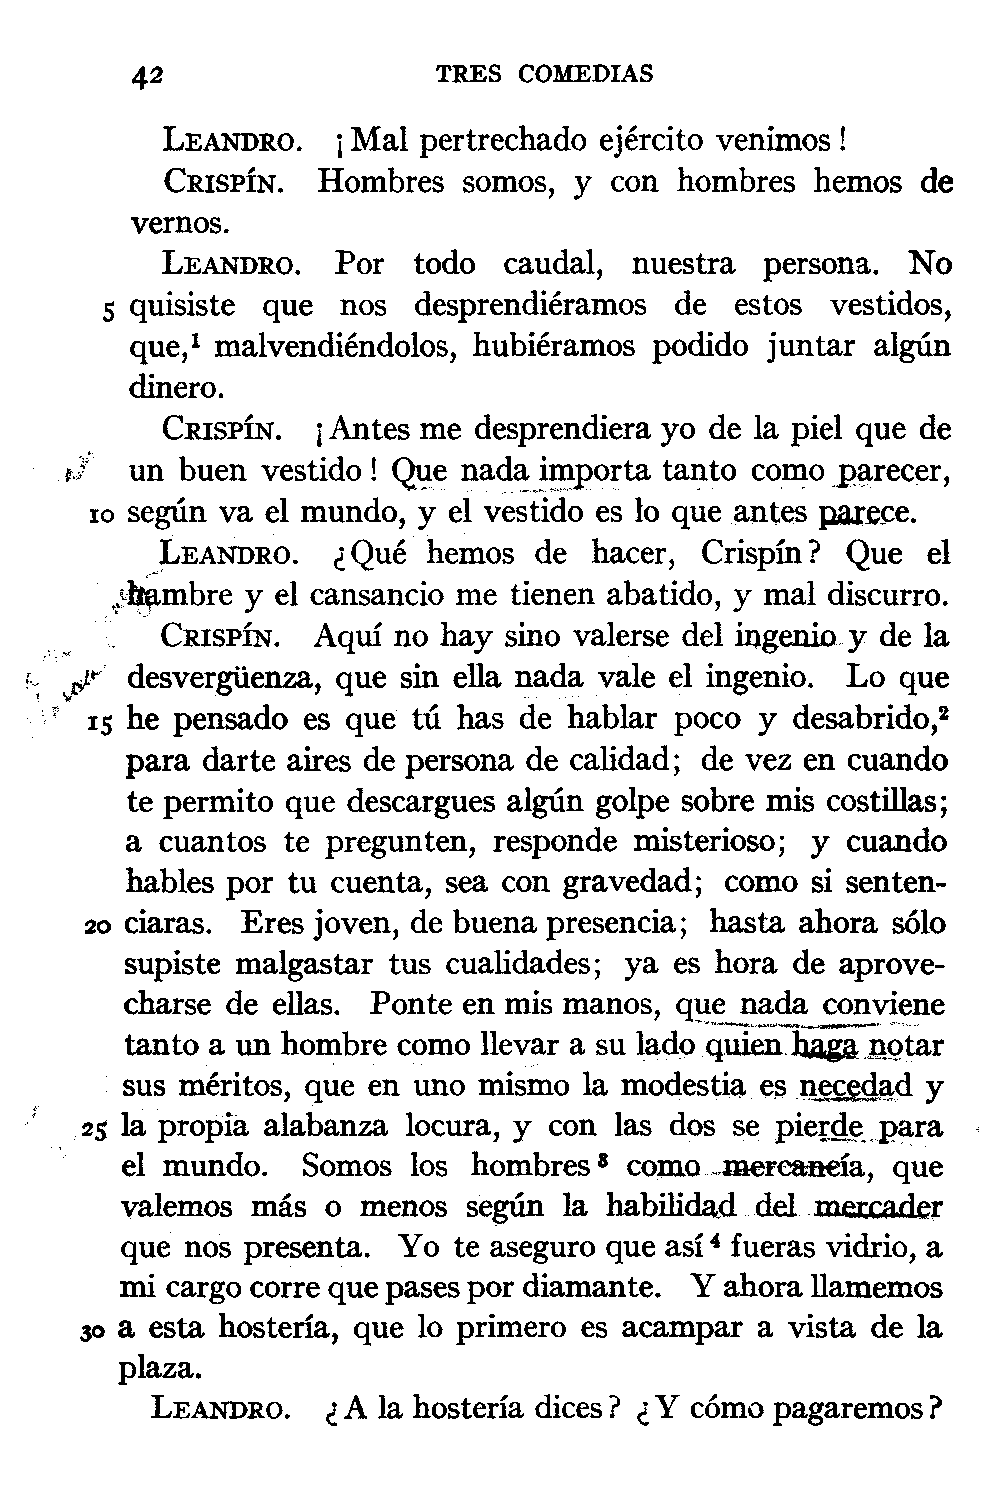 42 TRES COMEDIAS
LEANDRO. ¡Mal pertrechado ejército venimos!
CRISPÍN. Hombres somos, y con hombres hemos de
vernos.
LEANDRO. Por todo caudal, nuestra persona. No
5 quisiste que nos desprendiéramos de estos vestidos,
que,¹ malvendiéndolos, hubiéramos podido juntar algún
dinero.
CRISPÍN. ¡Antes me desprendiera yo de la piel que de
un buen vestido! Que nada importa tanto como parecer,
10 según va el mundo, y el vestido es lo que antes parece.
LEANDRO. ¿Qué hemos de hacer, Crispín? Que el
hambre y el cansancio me tienen abatido, y mal discurro.
CRISPÍN. Aquí no hay sino valerse del ingenio y de la
desvergüenza, que sin ella nada vale el ingenio. Lo que
15 he pensado es que tú has de hablar poco y desabrido,²
para darte aires de persona de calidad; de vez en cuando
te permito que descargues algún golpe sobre mis costillas;
a cuantos te pregunten, responde misterioso; y cuando
hables por tu cuenta, sea con gravedad; como si senten-
20 ciaras. Eres joven, de buena presencia; hasta ahora sólo
supiste malgastar tus cualidades; ya es hora de aprove-
charse de ellas. Ponte en mis manos, que nada conviene
tanto a un hombre como llevar a su lado quien haga notar
sus méritos, que en uno mismo la modestia es necedad y
25 la propia alabanza locura, y con las dos se pierde para
el mundo. Somos los hombres³ como mercancía, que
valemos más o menos según la habilidad del mercader
que nos presenta. Yo te aseguro que así⁴ fueras vidrio, a
mi cargo corre que pases por diamante. Y ahora llamemos
30 a esta hostería, que lo primero es acampar a vista de la
plaza.
LEANDRO. ¿A la hostería dices? ¿Y cómo pagaremos?